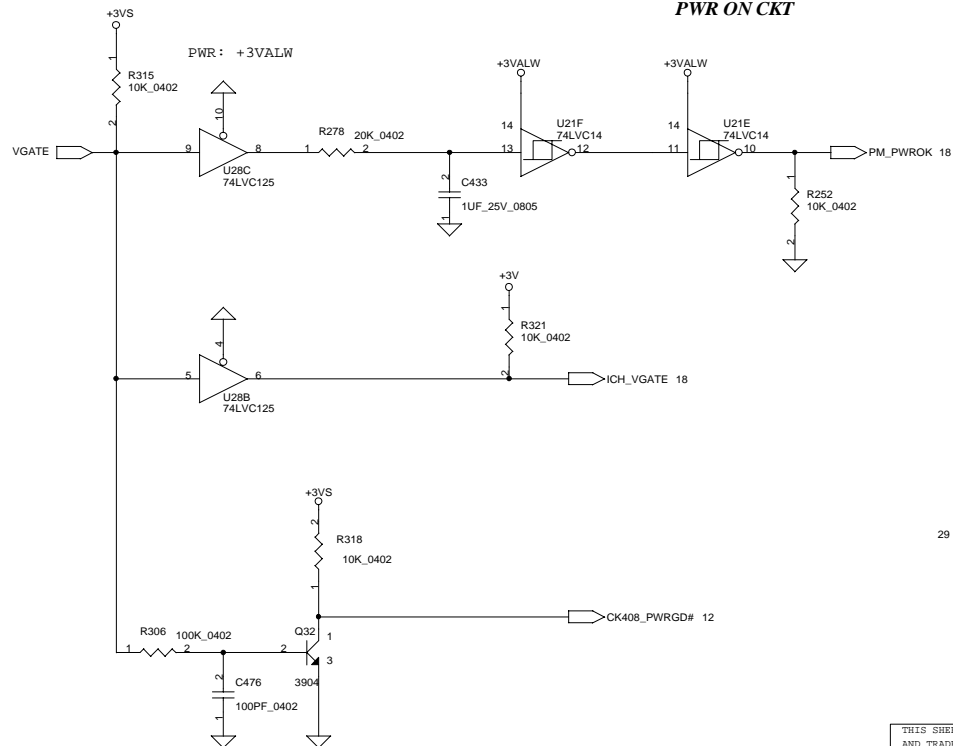 PWR ON CKT
+3VS
PWR: +3VALW
+3VALW
+3VALW
1
R315
10K_0402
2
10
14
U21F
74LVC14
14
U21E
74LVC14
VGATE
9
8
1
R278
20K_0402
2
13
12
11
10
PM_PWROK 18
U28C
74LVC125
2
C433
1UF_25V_0805
1
1
R252
10K_0402
2
+3V
1
R321
10K_0402
2
4
5
6
ICH_VGATE 18
U28B
74LVC125
+3VS
2
R318
10K_0402
1
29
CK408_PWRGD# 12
R306
100K_0402
1
2
2
Q32
1
3
3904
2
C476
100PF_0402
1
THIS SHEE